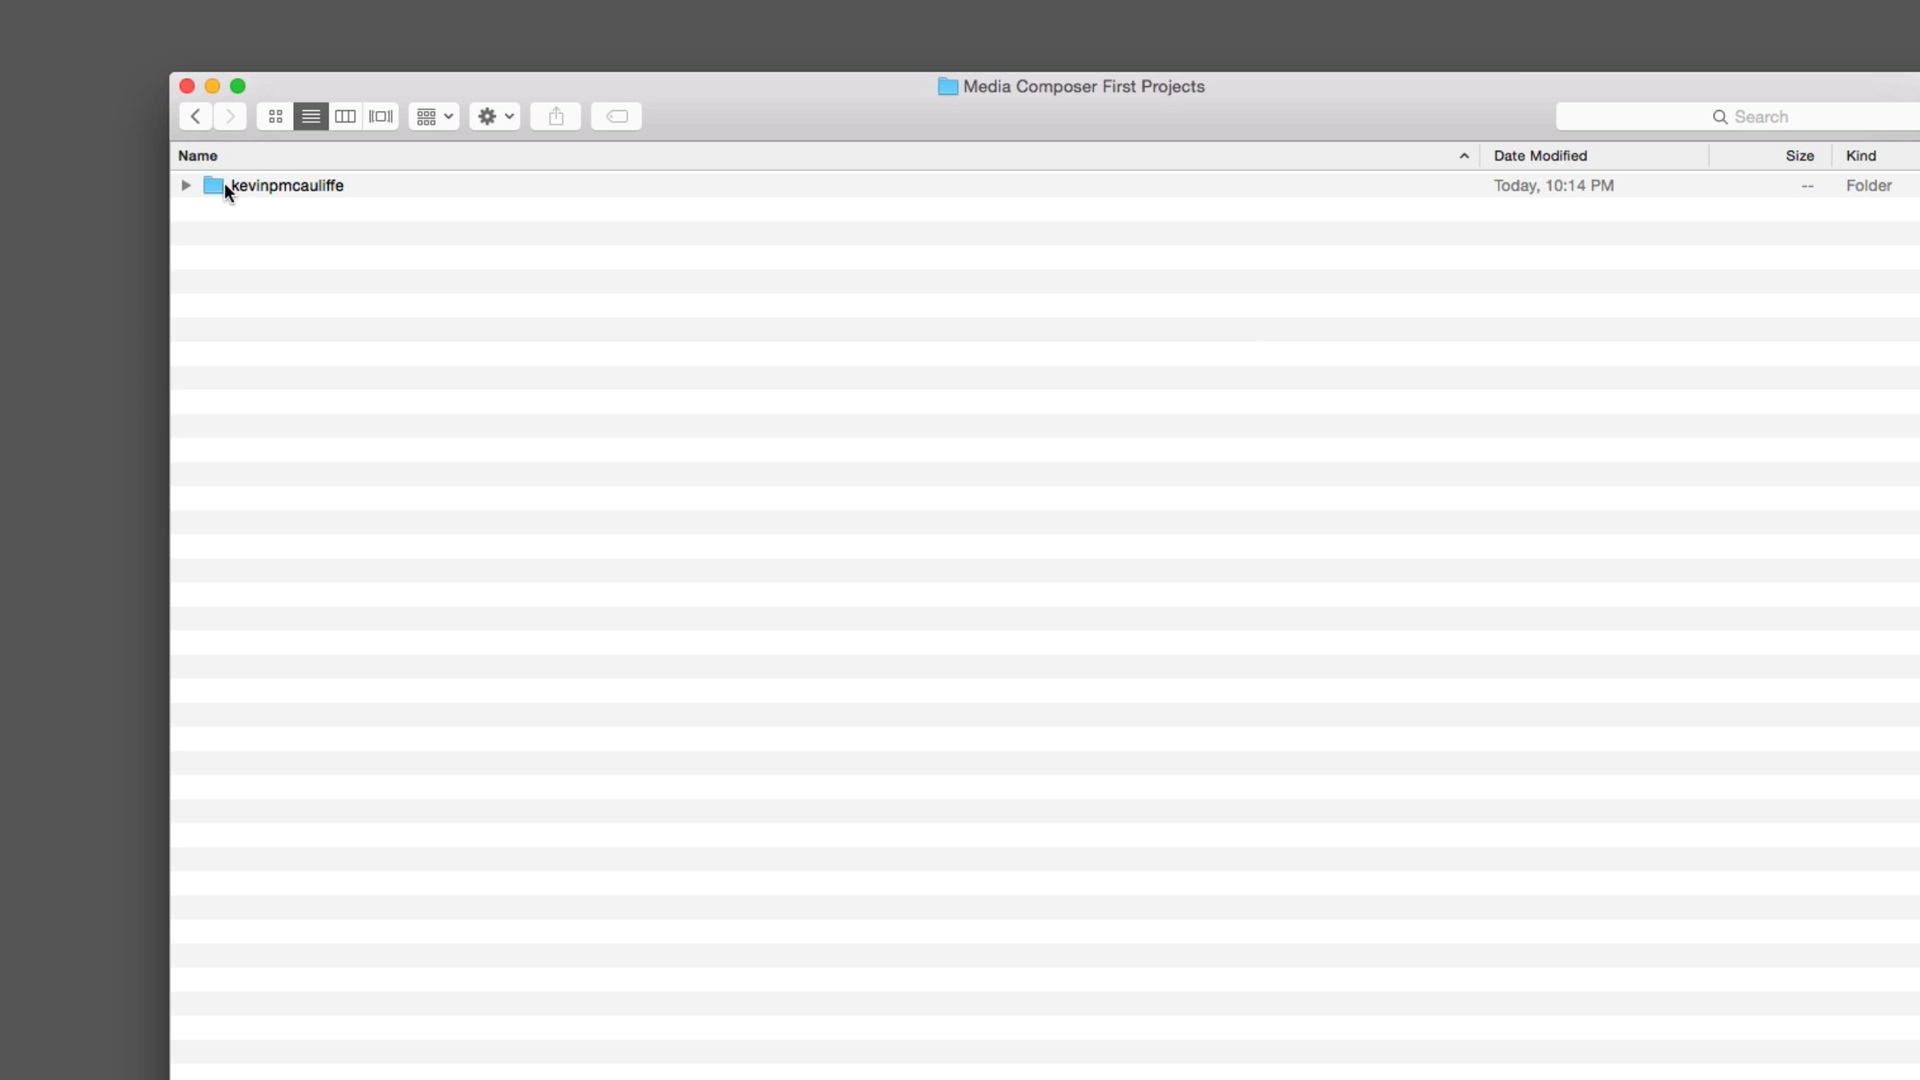 Media Composer First Projects
Search
Name Date Modified Size Kind
kevinpmcauliffe Today, 10:14 PM -- Folder